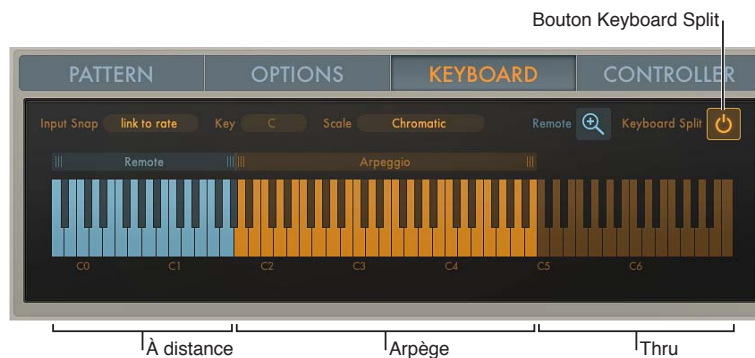 Bouton Keyboard Split
PATTERN OPTIONS KEYBOARD CONTROLLER
Input Snap link to rate Key C Scale Chromatic Remote Keyboard Split
Remote Arpeggio
C0 C1 C2 C3 C4 C5 C6
À distance Arpège Thru